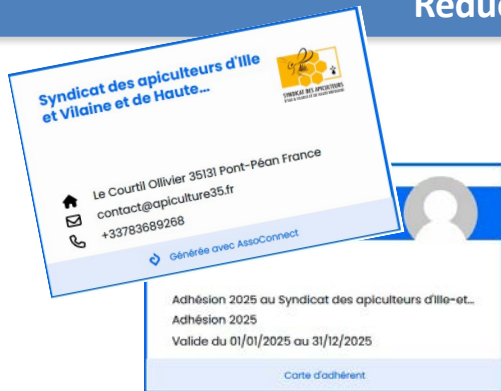 Syndicat des apiculteurs d'Ille
et Vilaine et de Haute...
SYNDICAT DES APICULTEURS
Le Courtil Ollivier 35131 Pont-Péan France
contact@apiculture35.fr
+33783689268
Générée avec AssoConnect
Adhésion 2025 au Syndicat des apiculteurs d'Ille-et...
Adhésion 2025
Valide du 01/01/2025 au 31/12/2025
Carte d'adhérent